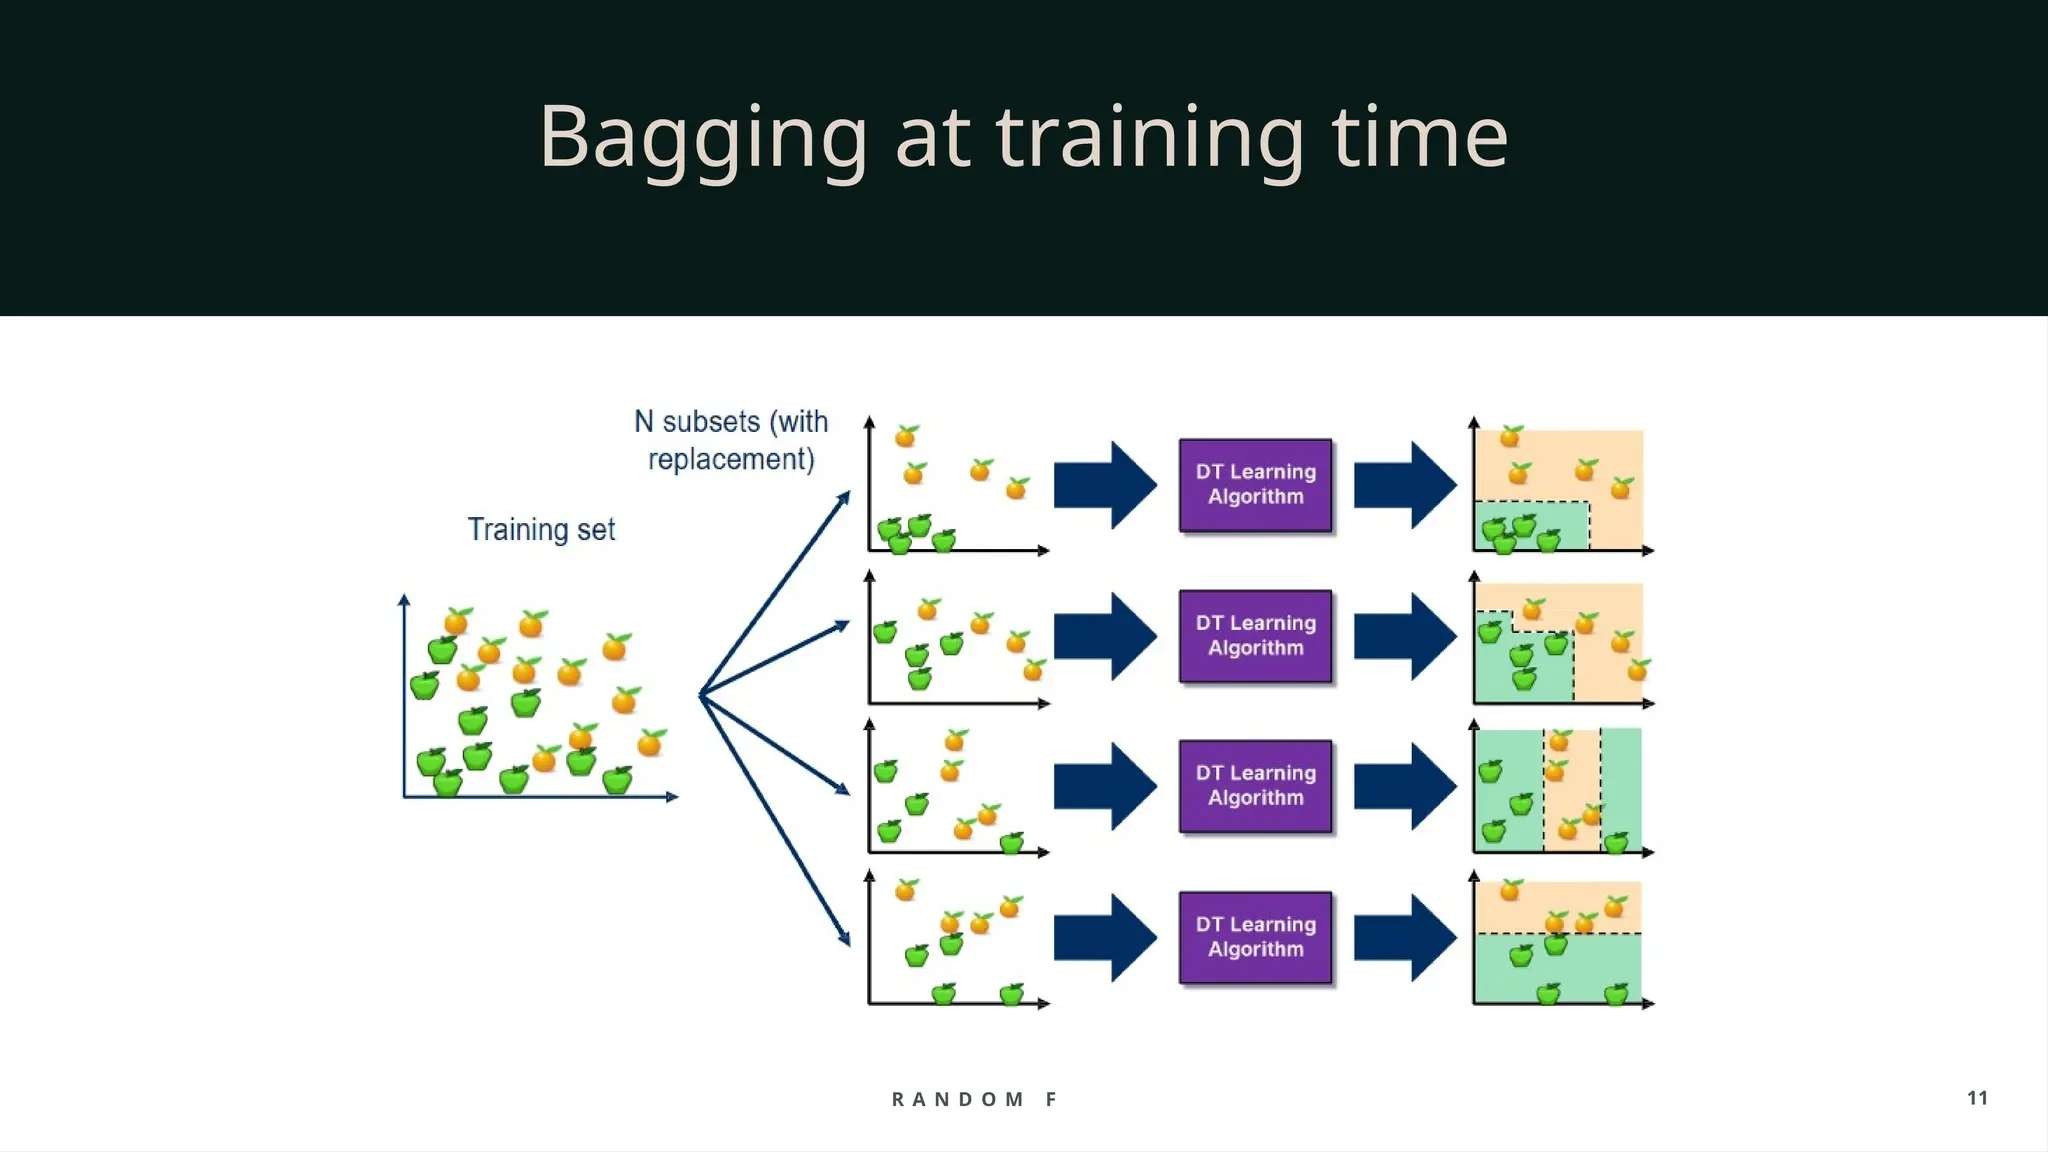 Bagging at training time
N subsets (with
replacement)
Training set
DT Learning
Algorithm
DT Learning
Algorithm
DT Learning
Algorithm
DT Learning
Algorithm
RANDOM F
11